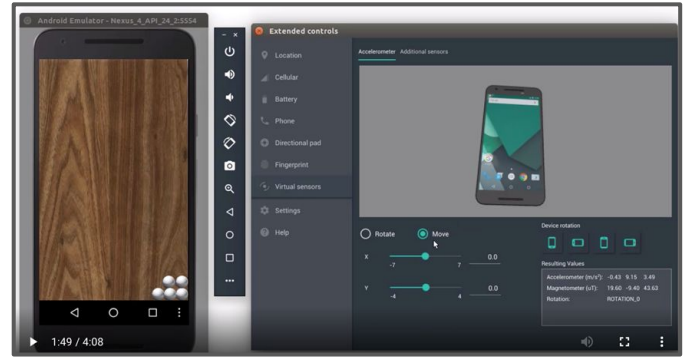 Android Emulator - Nexus_4_API_24_2:5554
Extended controls
Location
Cellular
Battery
Phone
Directional pad
Fingerprint
Virtual sensors
Settings
Help
Accelerometer Additional sensors
Rotate Move
X 0.0
-7 7
Y 0.0
-4 4
Device rotation
Resulting Values
Accelerometer (m/s²): -0.43 9.15 3.49
Magnetometer (uT): 19.60 -9.40 43.63
Rotation: ROTATION_0
1:49 / 4:08